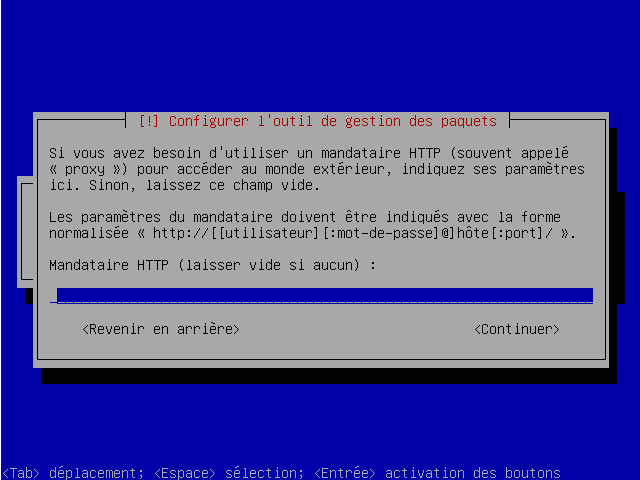 [!] Configurer l'outil de gestion des paquets
Si vous avez besoin d'utiliser un mandataire HTTP (souvent appelé
« proxy ») pour accéder au monde extérieur, indiquez ses paramètres
ici. Sinon, laissez ce champ vide.
Les paramètres du mandataire doivent être indiqués avec la forme
normalisée « http://[[utilisateur][:mot-de-passe]@]hôte[:port]/ ».
Mandataire HTTP (laisser vide si aucun) :
<Revenir en arrière> <Continuer>
<Tab> déplacement; <Espace> sélection; <Entrée> activation des boutons